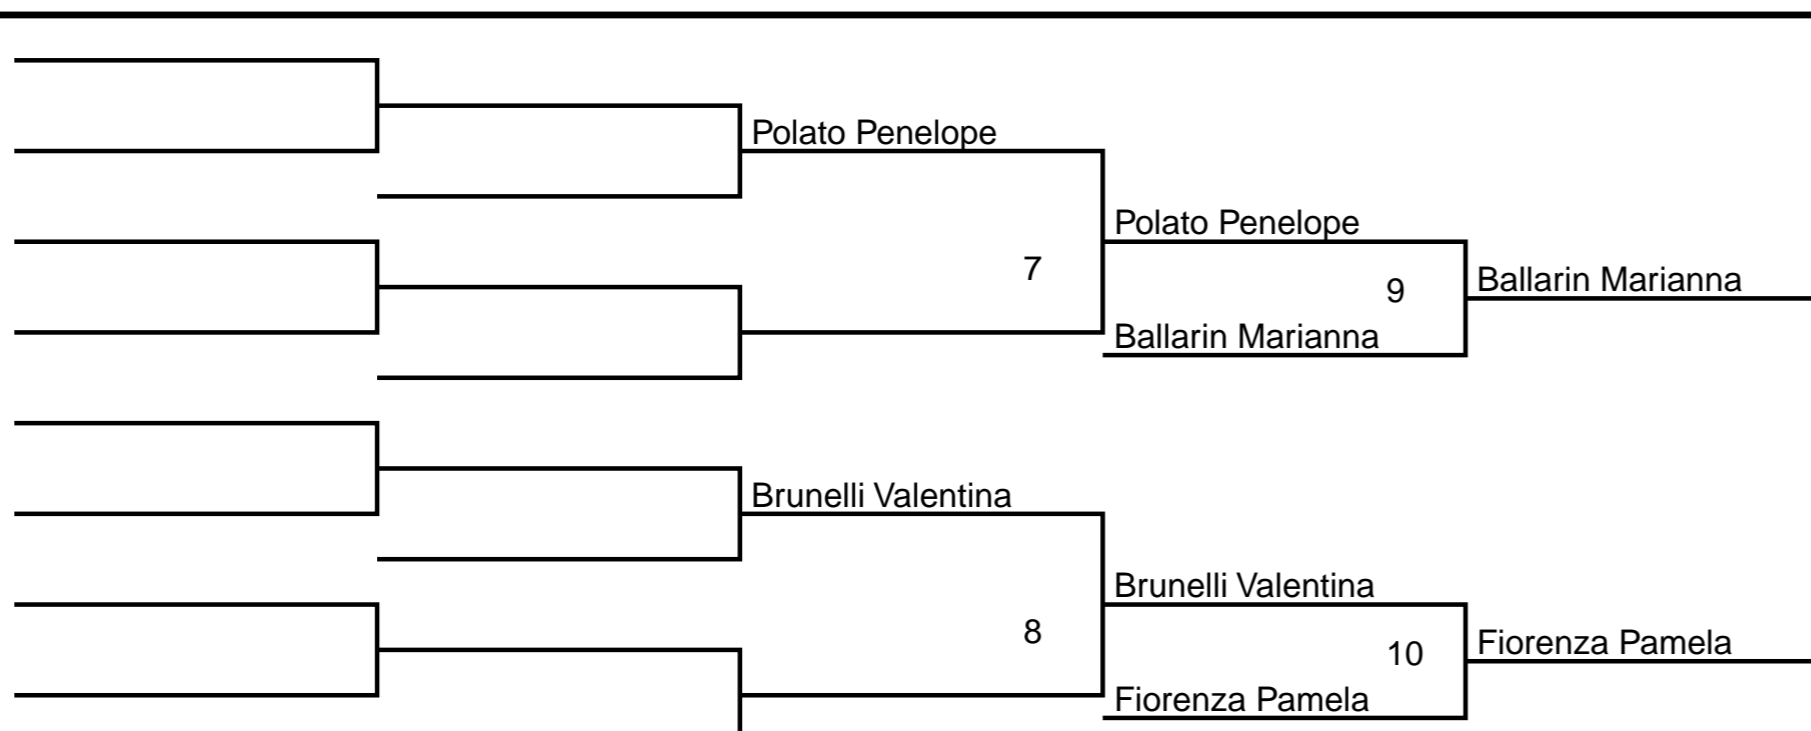 Polato Penelope
Polato Penelope
7
Ballarin Marianna
9
Ballarin Marianna
Brunelli Valentina
Brunelli Valentina
8
Fiorenza Pamela
10
Fiorenza Pamela